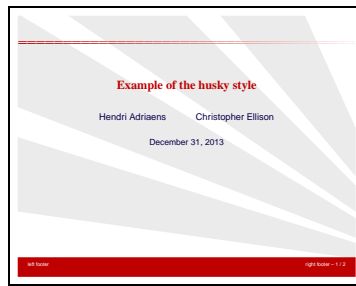 Example of the husky style
Hendri Adriaens Christopher Ellison
December 31, 2013
left footer right footer – 1 / 2